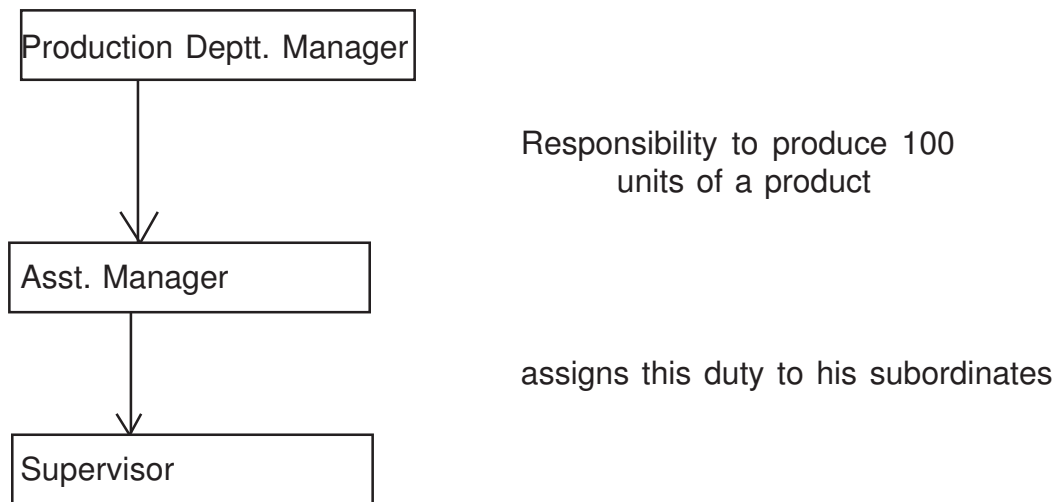 Production Deptt. Manager
Responsibility to produce 100
units of a product
Asst. Manager
assigns this duty to his subordinates
Supervisor